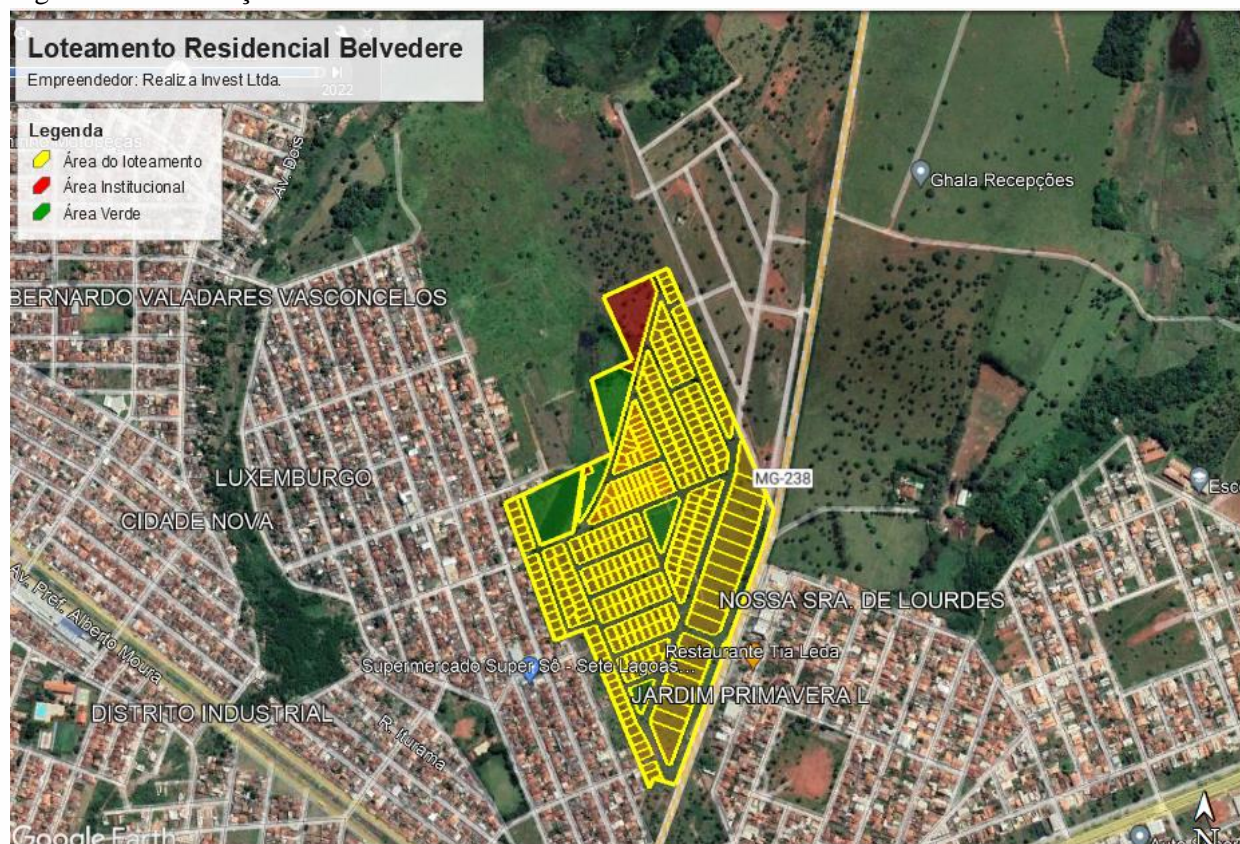 Loteamento Residencial Belvedere
Empreendedor: Realiza Invest Ltda.
2022
Legenda
Área do loteamento
Área Institucional
Área Verde
Av. Dois
Ghala Recepções
BERNARDO VALADARES VASCONCELOS
LUXEMBURGO
MG-238
CIDADE NOVA
Av. Pref. Alberto Moura
NOSSA SRA. DE LOURDES
Restaurante Tia Léda
Supermercado Super Só - Sete Lagoas...
JARDIM PRIMAVERA L
DISTRITO INDUSTRIAL
R. Iturama
Google Earth
N